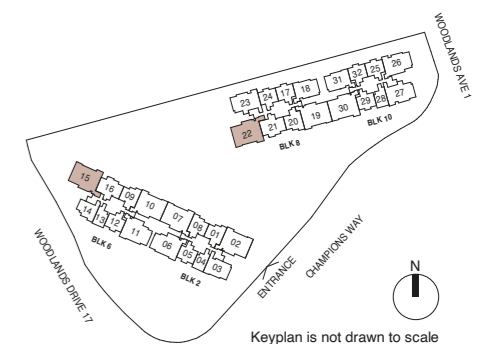 WOODLANDS AVE 1
23 24 17 18 31 32 25 26
22 21 20 19 30 29 28 27
BLK 8 BLK 10
15 16 09 10 07 08 01 02
14 13 12 11 06 05 04 03
BLK 6 BLK 2
WOODLANDS DRIVE 17
ENTRANCE
CHAMPIONS WAY
N
Keyplan is not drawn to scale